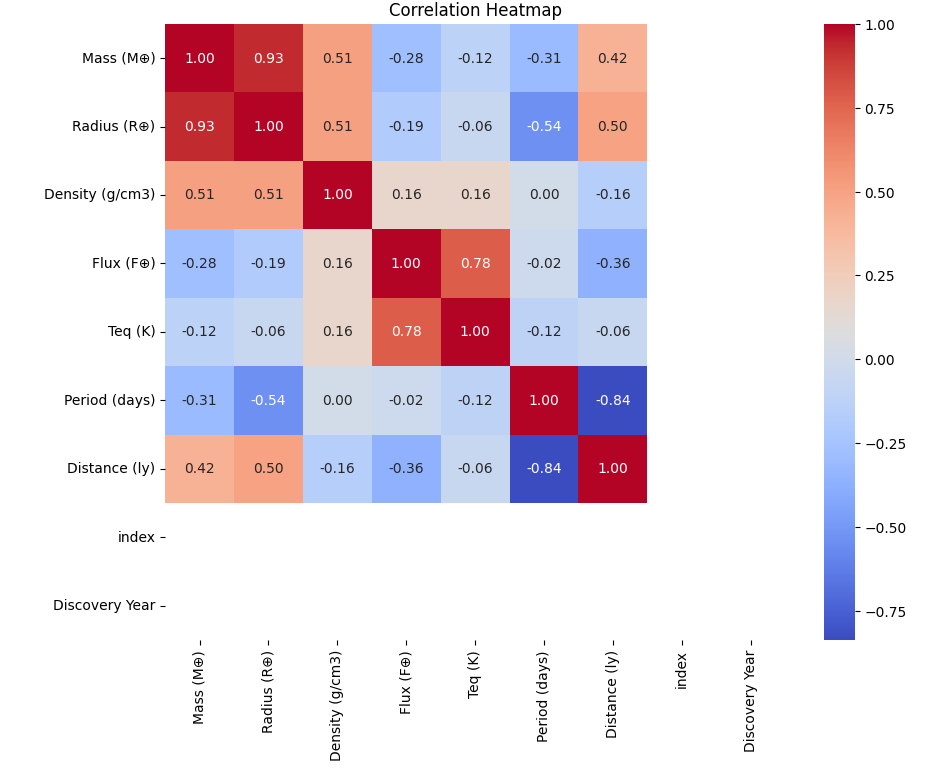 Correlation Heatmap
Mass (M⊕) 1.00 0.93 0.51 -0.28 -0.12 -0.31 0.42
Radius (R⊕) 0.93 1.00 0.51 -0.19 -0.06 -0.54 0.50
Density (g/cm3) 0.51 0.51 1.00 0.16 0.16 0.00 -0.16
Flux (F⊕) -0.28 -0.19 0.16 1.00 0.78 -0.02 -0.36
Teq (K) -0.12 -0.06 0.16 0.78 1.00 -0.12 -0.06
Period (days) -0.31 -0.54 0.00 -0.02 -0.12 1.00 -0.84
Distance (ly) 0.42 0.50 -0.16 -0.36 -0.06 -0.84 1.00
index
Discovery Year
Mass (M⊕)
Radius (R⊕)
Density (g/cm3)
Flux (F⊕)
Teq (K)
Period (days)
Distance (ly)
index
Discovery Year
1.00
0.75
0.50
0.25
0.00
−0.25
−0.50
−0.75